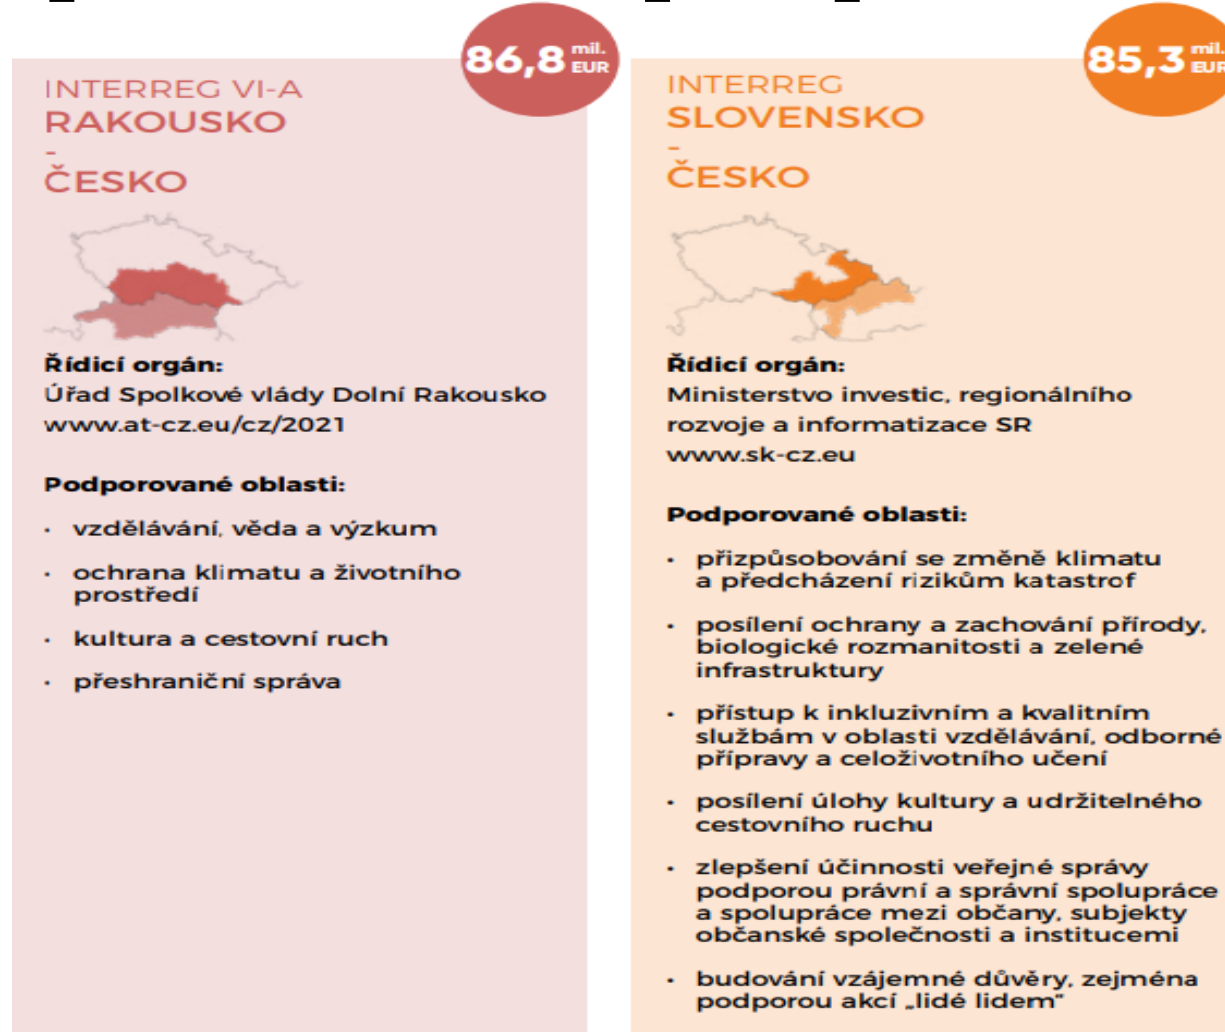 86,8 mil. EUR
INTERREG VI-A
RAKOUSKO
-
ČESKO
Řídicí orgán:
Úřad Spolkové vlády Dolní Rakousko
www.at-cz.eu/cz/2021
Podporované oblasti:
• vzdělávání, věda a výzkum
• ochrana klimatu a životního
prostředí
• kultura a cestovní ruch
• přeshraniční správa
85,3 mil. EUR
INTERREG
SLOVENSKO
-
ČESKO
Řídicí orgán:
Ministerstvo investic, regionálního
rozvoje a informatizace SR
www.sk-cz.eu
Podporované oblasti:
• přizpůsobování se změně klimatu
a předcházení rizikům katastrof
• posílení ochrany a zachování přírody,
biologické rozmanitosti a zelené
infrastruktury
• přístup k inkluzivním a kvalitním
službám v oblasti vzdělávání, odborné
přípravy a celoživotního učení
• posílení úlohy kultury a udržitelného
cestovního ruchu
• zlepšení účinnosti veřejné správy
podporou právní a správní spolupráce
a spolupráce mezi občany, subjekty
občanské společnosti a institucemi
• budování vzájemné důvěry, zejména
podporou akcí „lidé lidem“